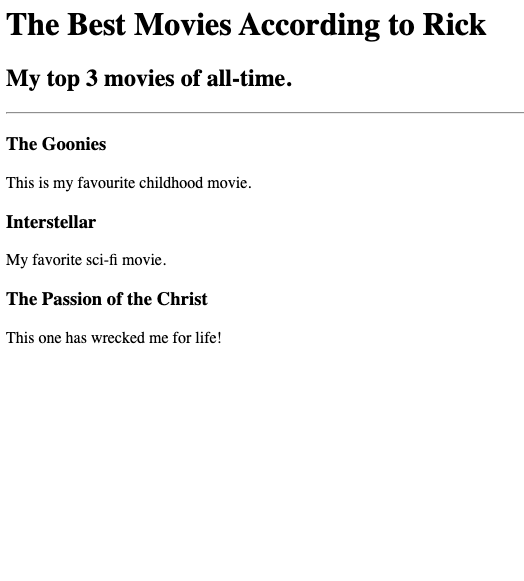 The Best Movies According to Rick
My top 3 movies of all-time.
The Goonies
This is my favourite childhood movie.
Interstellar
My favorite sci-fi movie.
The Passion of the Christ
This one has wrecked me for life!